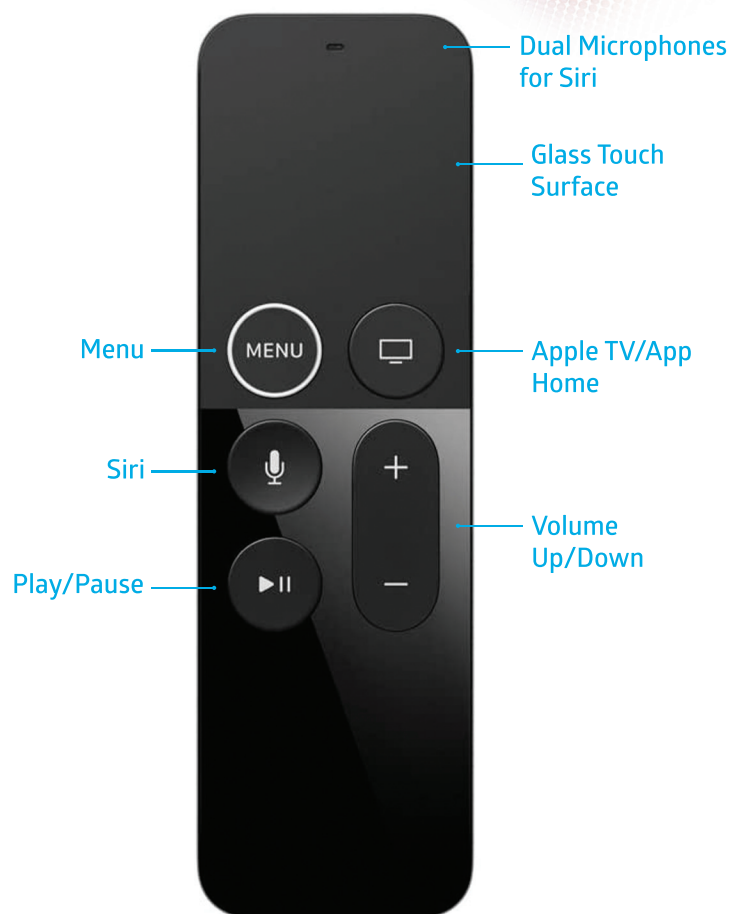 Dual Microphones
for Siri
Glass Touch
Surface
Menu
MENU
Apple TV/App
Home
Siri
Volume
Up/Down
Play/Pause